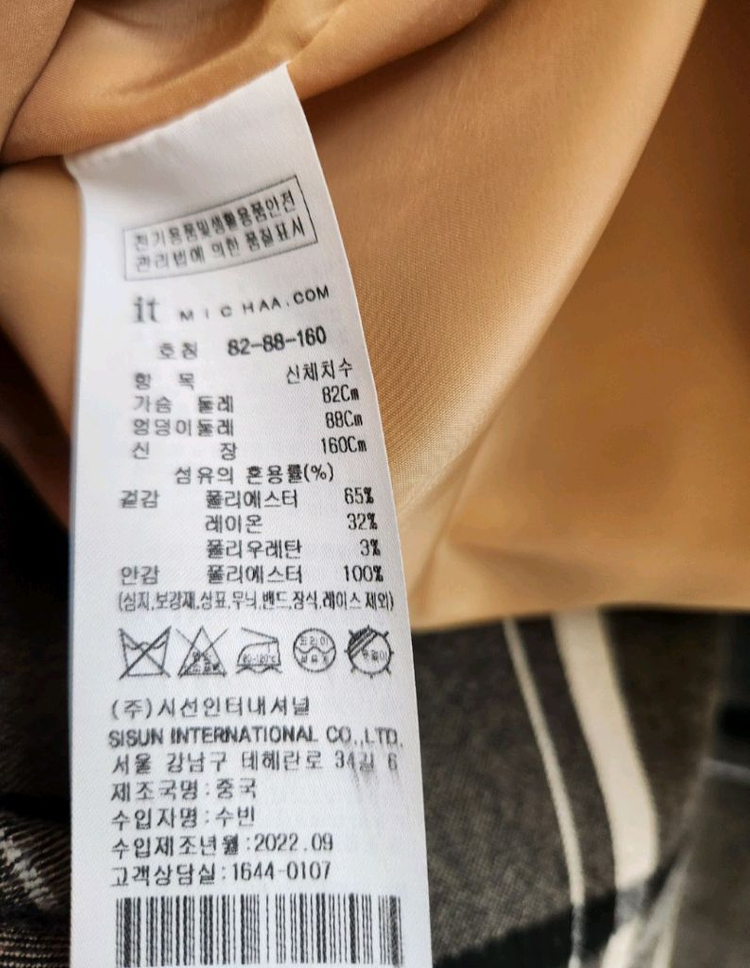 전기용품및생활용품안전
관리법에 의한 품질표시
it MICHAA.COM
호칭 82-88-160
항 목 신체치수
가슴 둘레 82Cm
엉덩이둘레 88Cm
신 장 160Cm
섬유의 혼용률(%)
겉감 폴리에스터 65%
레이온 32%
폴리우레탄 3%
안감 폴리에스터 100%
(심지,보강재,상표,무늬,밴드,장식,레이스 제외)
(주)시선인터내셔널
SISUN INTERNATIONAL CO.,LTD.
서울 강남구 테헤란로 34길 6
제조국명:중국
수입자명:수빈
수입제조년월:2022.09
고객상담실:1644-0107